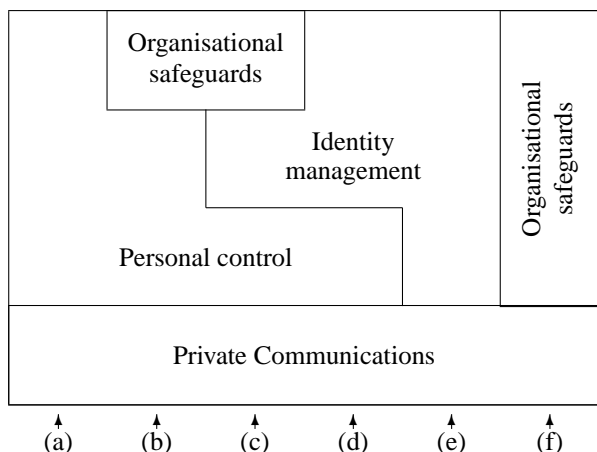 Organisational
safeguards
Identity
management
Organisational
safeguards
Personal control
Private Communications
(a) (b) (c) (d) (e) (f)